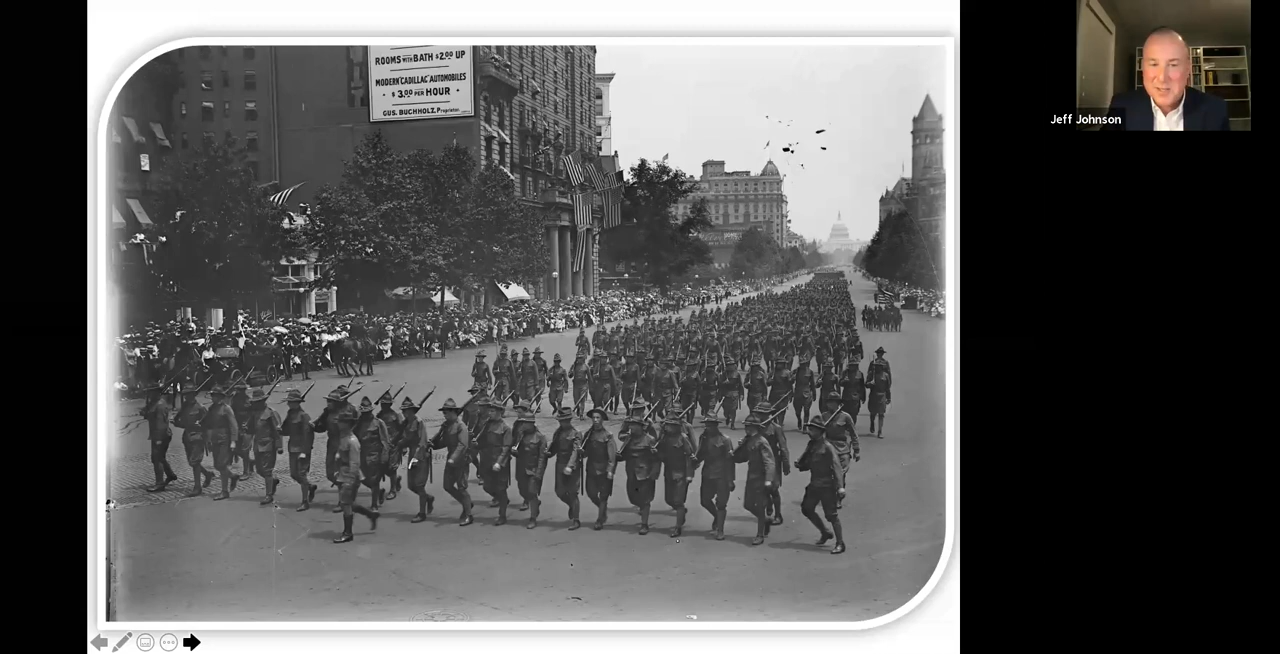 ROOMS WITH BATH $2.00 UP
MODERN "CADILLAC" AUTOMOBILES
• $3.00 PER HOUR •
GUS. BUCHHOLZ, Proprietor.
Jeff Johnson